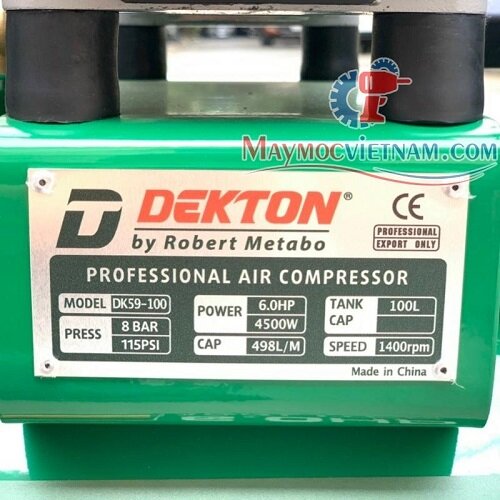 MAYMOCVIETNAM.COM
D DEKTON®
by Robert Metabo
CE
PROFESSIONAL
EXPORT ONLY
PROFESSIONAL AIR COMPRESSOR
MODEL DK59-100
PRESS 8 BAR
115PSI
POWER 6.0HP
4500W
CAP 498L/M
TANK CAP 100L
SPEED 1400rpm
Made in China